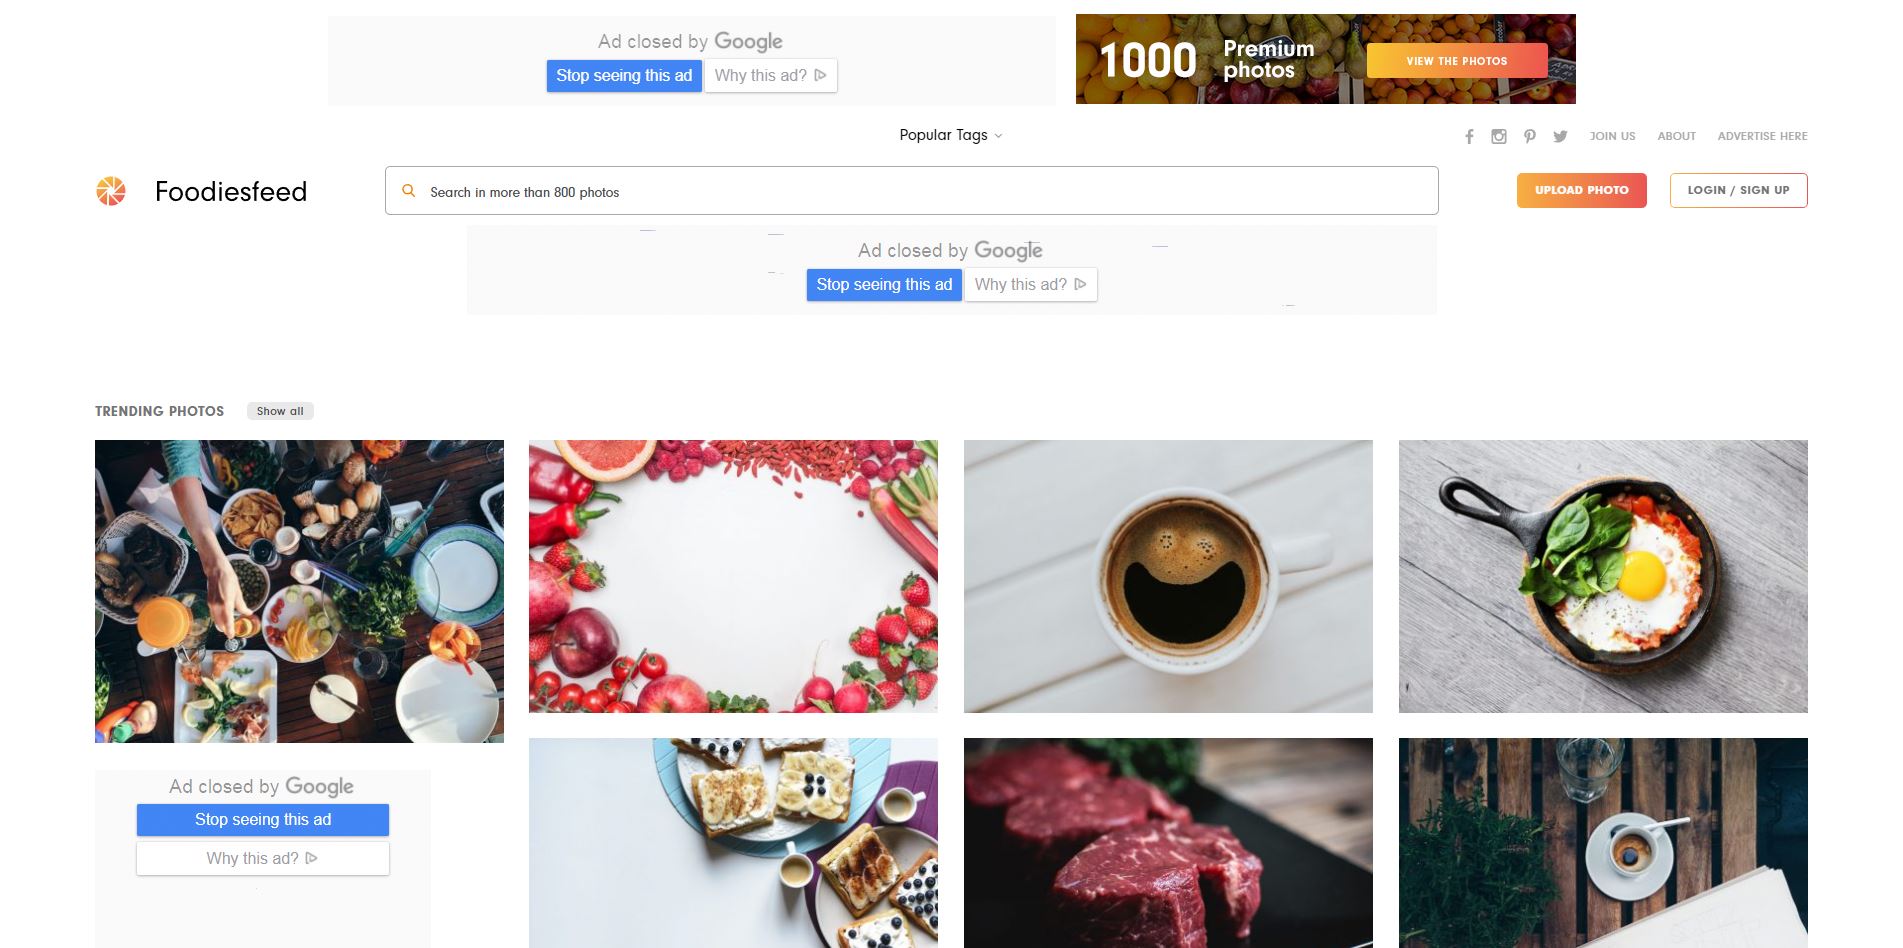 Ad closed by Google
Stop seeing this ad Why this ad?
1000 Premium photos
VIEW THE PHOTOS
Popular Tags
JOIN US ABOUT ADVERTISE HERE
Foodiesfeed
Search in more than 800 photos
UPLOAD PHOTO
LOGIN / SIGN UP
Ad closed by Google
Stop seeing this ad Why this ad?
TRENDING PHOTOS Show all
Ad closed by Google
Stop seeing this ad
Why this ad?